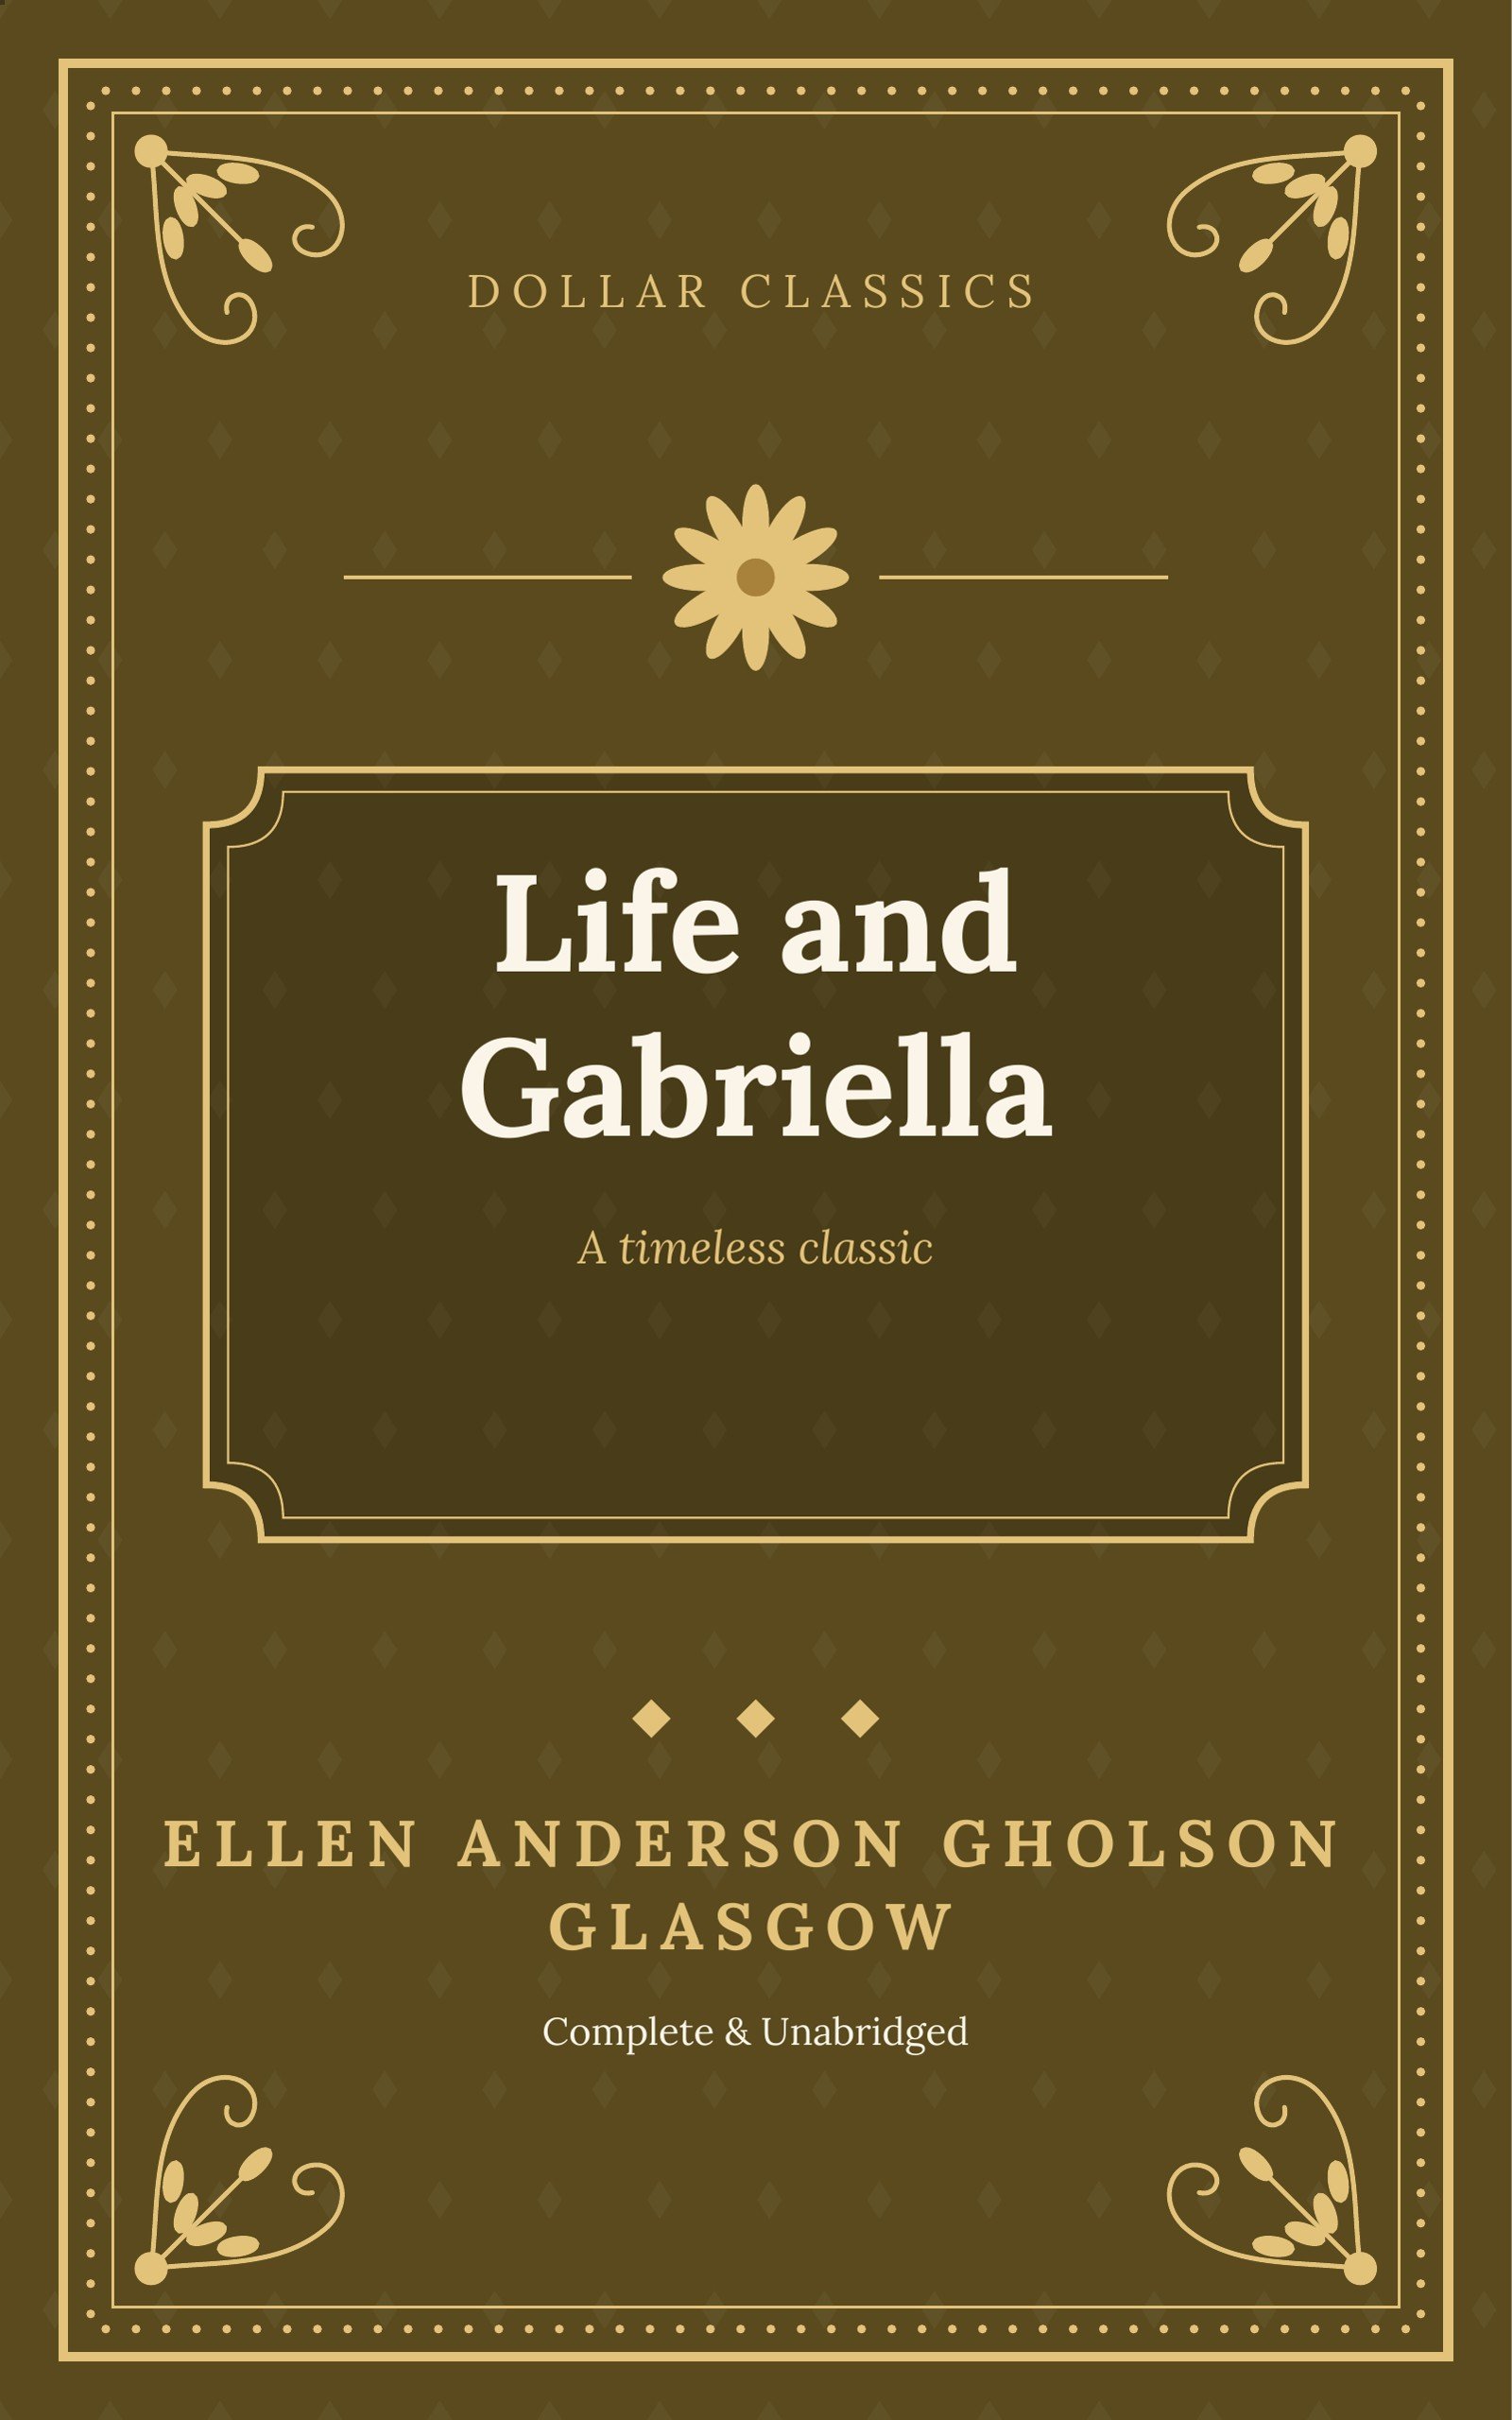 DOLLAR CLASSICS
Life and
Gabriella
A timeless classic
ELLEN ANDERSON GHOLSON
GLASGOW
Complete & Unabridged